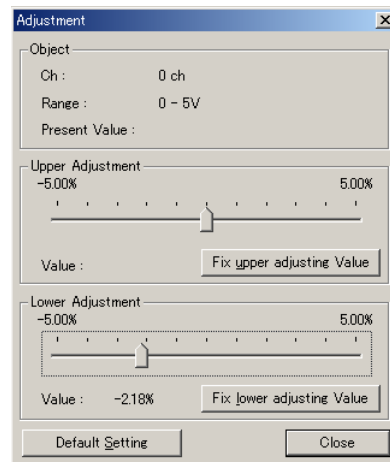 Adjustment
Object
Ch : 0 ch
Range : 0 - 5V
Present Value :
Upper Adjustment
-5.00% 5.00%
Value : Fix upper adjusting Value
Lower Adjustment
-5.00% 5.00%
Value : -2.18% Fix lower adjusting Value
Default Setting Close